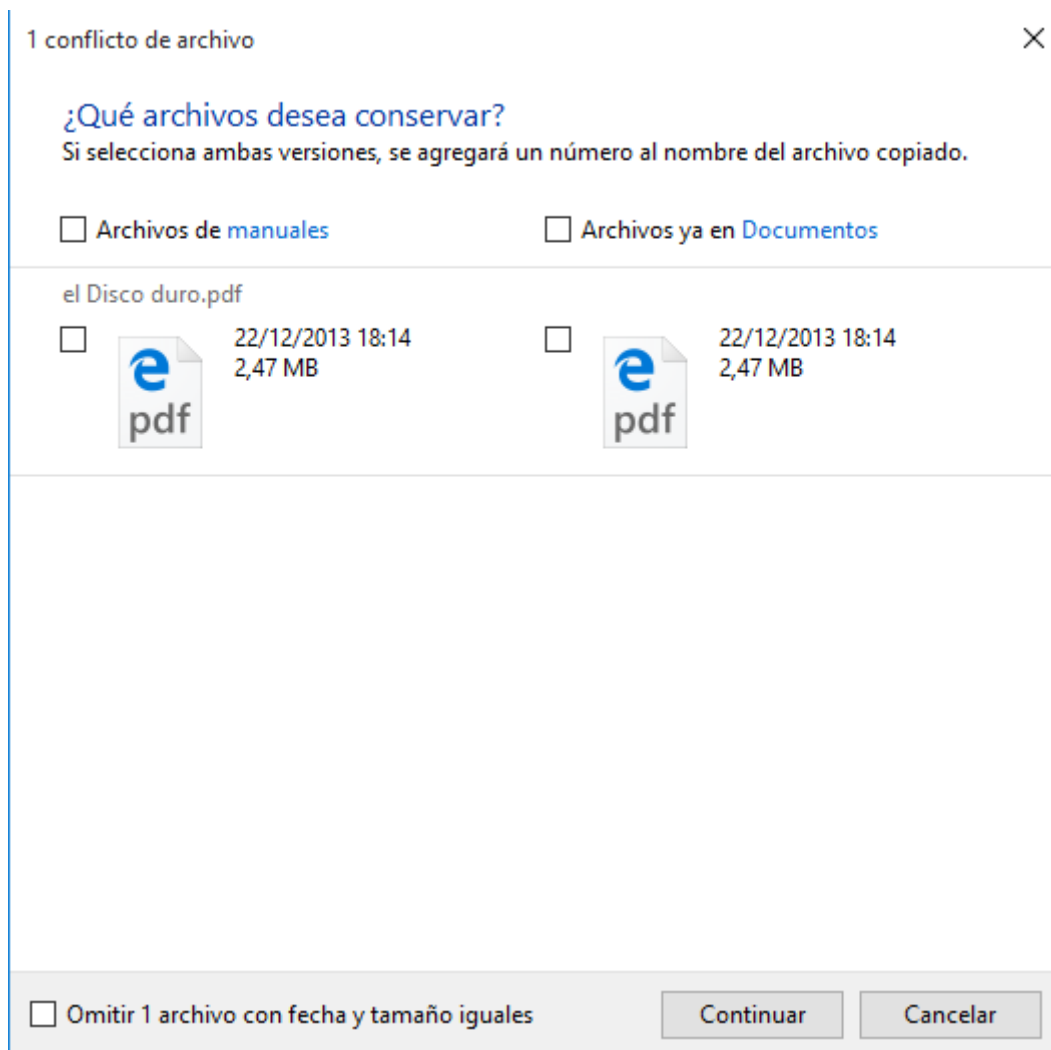 1 conflicto de archivo
¿Qué archivos desea conservar?
Si selecciona ambas versiones, se agregará un número al nombre del archivo copiado.
Archivos de manuales
Archivos ya en Documentos
el Disco duro.pdf
22/12/2013 18:14
2,47 MB
pdf
22/12/2013 18:14
2,47 MB
pdf
Omitir 1 archivo con fecha y tamaño iguales
Continuar
Cancelar